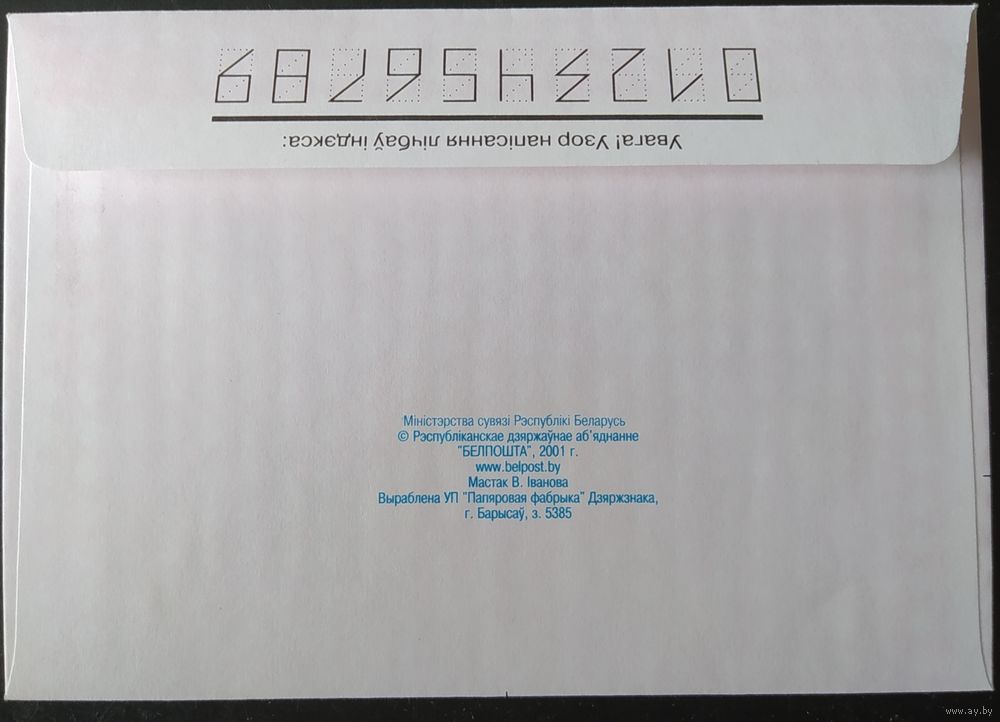 Увага! Узор напісання лічбаў індэкса:
0123456789
Міністэрства сувязі Рэспублікі Беларусь
© Рэспубліканскае дзяржаўнае аб'яднанне
"БЕЛПОШТА", 2001 г.
www.belpost.by
Мастак В. Іванова
Выраблена УП "Папяровая фабрыка" Дзяржзнака,
г. Барысаў, з. 5385
www.ay.by